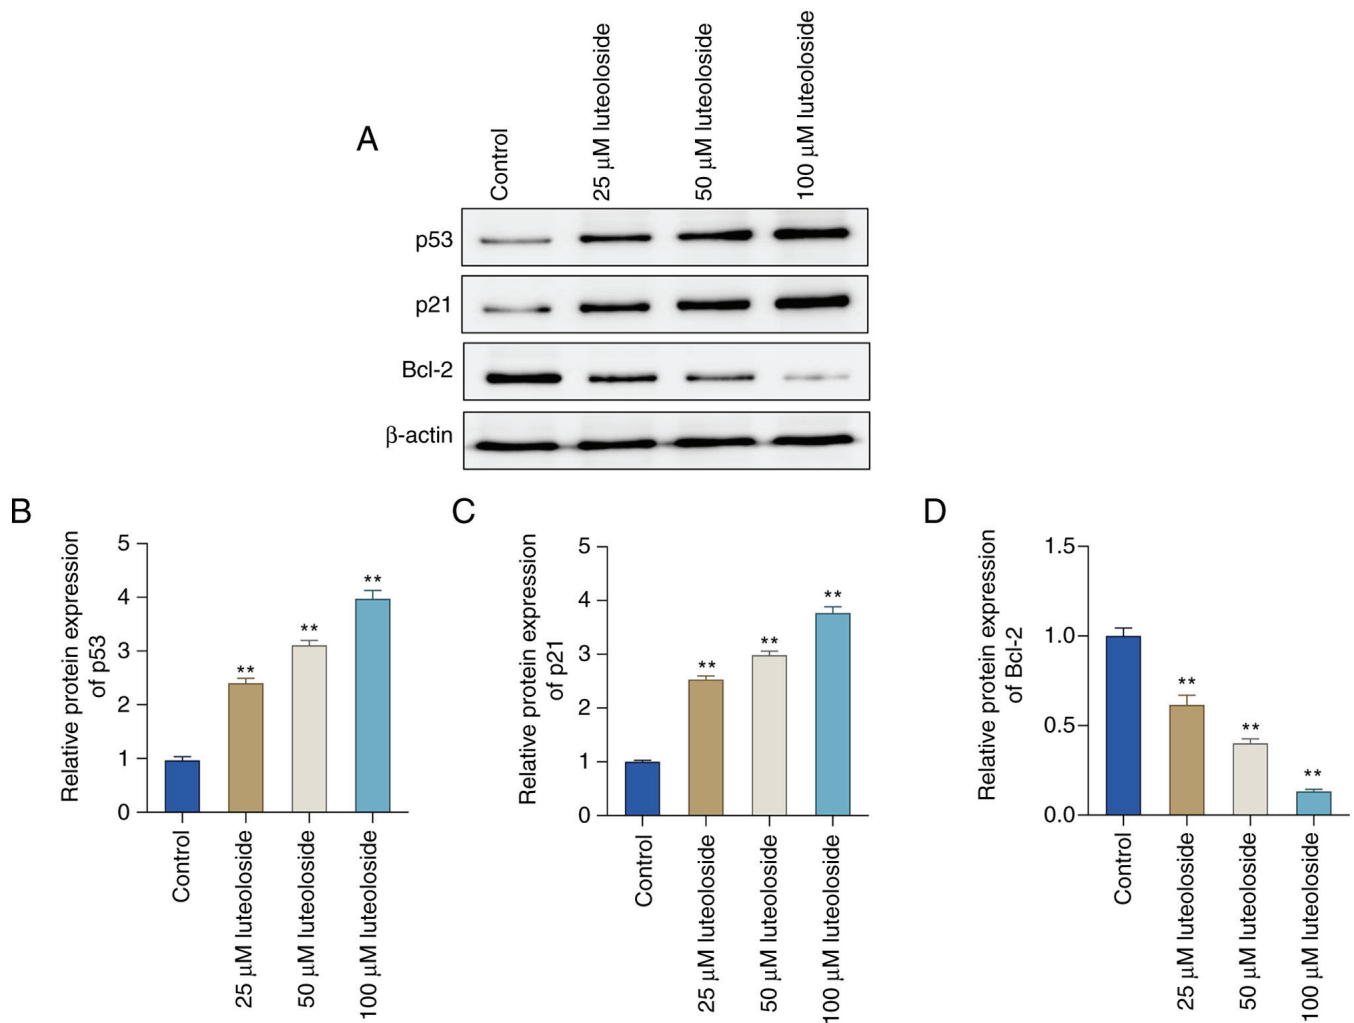 A
Control
25 μM luteoloside
50 μM luteoloside
100 μM luteoloside
p53
p21
Bcl-2
β-actin
B
Relative protein expression
of p53
5
4
3
2
1
0
**
**
**
Control
25 μM luteoloside
50 μM luteoloside
100 μM luteoloside
C
Relative protein expression
of p21
5
4
3
2
1
0
**
**
**
Control
25 μM luteoloside
50 μM luteoloside
100 μM luteoloside
D
Relative protein expression
of Bcl-2
1.5
1.0
0.5
0.0
**
**
**
Control
25 μM luteoloside
50 μM luteoloside
100 μM luteoloside